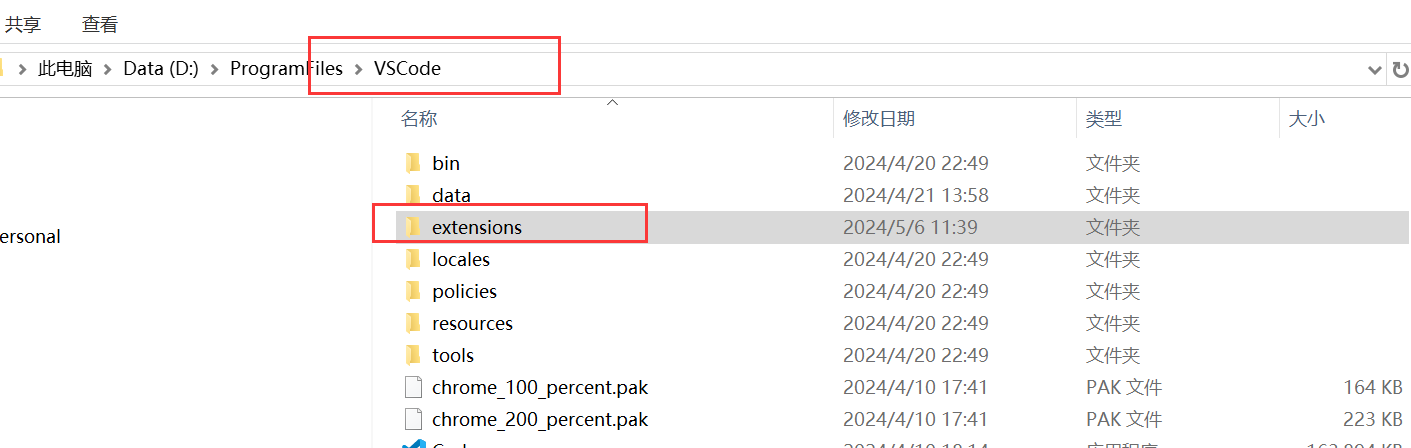 共享 查看
此电脑 > Data (D:) > ProgramFiles > VSCode
名称 修改日期 类型 大小
bin 2024/4/20 22:49 文件夹
data 2024/4/21 13:58 文件夹
extensions 2024/5/6 11:39 文件夹
ersonal
locales 2024/4/20 22:49 文件夹
policies 2024/4/20 22:49 文件夹
resources 2024/4/20 22:49 文件夹
tools 2024/4/20 22:49 文件夹
chrome_100_percent.pak 2024/4/10 17:41 PAK 文件 164 KB
chrome_200_percent.pak 2024/4/10 17:41 PAK 文件 223 KB